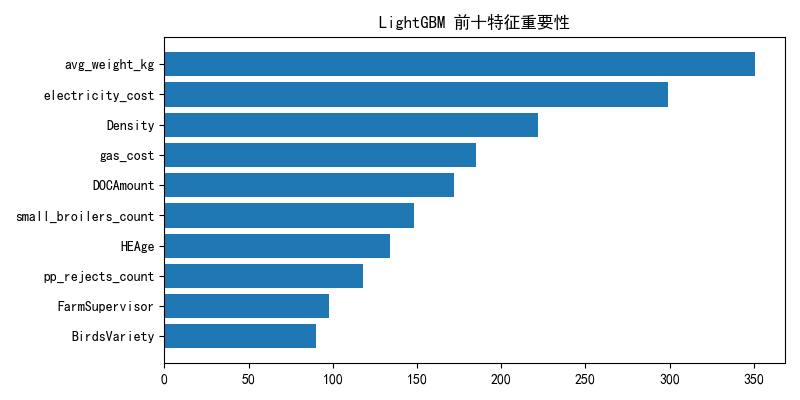 LightGBM 前十特征重要性
avg_weight_kg
electricity_cost
Density
gas_cost
DOCAmount
small_broilers_count
HEAge
pp_rejects_count
FarmSupervisor
BirdsVariety
0 50 100 150 200 250 300 350